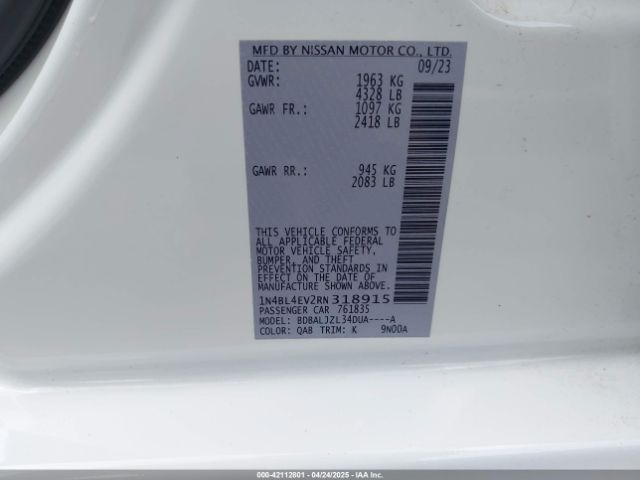 MFD BY NISSAN MOTOR CO., LTD.
DATE: 09/23
GVWR: 1963 KG
4328 LB
GAWR FR.: 1097 KG
2418 LB
GAWR RR.: 945 KG
2083 LB
THIS VEHICLE CONFORMS TO
ALL APPLICABLE FEDERAL
MOTOR VEHICLE SAFETY,
BUMPER, AND THEFT
PREVENTION STANDARDS IN
EFFECT ON THE DATE OF
MANUFACTURE SHOWN ABOVE.
1N4BL4EV2RN318915
PASSENGER CAR 761835
MODEL: BDBALJZL34DUA----A
COLOR: QAB TRIM: K 9N00A
000-42112801 - 04/24/2025 - www.iaai.com